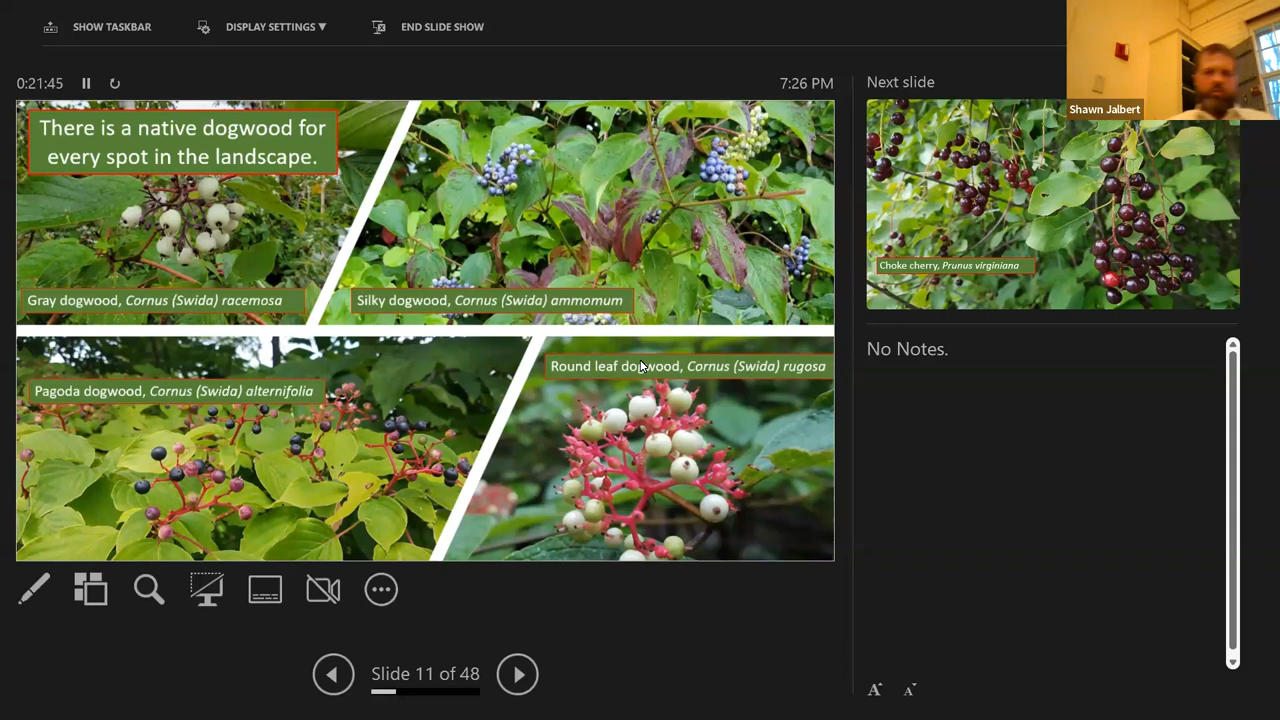 SHOW TASKBAR
DISPLAY SETTINGS ▼
END SLIDE SHOW
0:21:45
7:26 PM
There is a native dogwood for
every spot in the landscape.
Gray dogwood, Cornus (Swida) racemosa
Silky dogwood, Cornus (Swida) ammomum
Pagoda dogwood, Cornus (Swida) alternifolia
Round leaf dogwood, Cornus (Swida) rugosa
Slide 11 of 48
Next slide
Shawn Jalbert
Choke cherry, Prunus virginiana
No Notes.
A
A